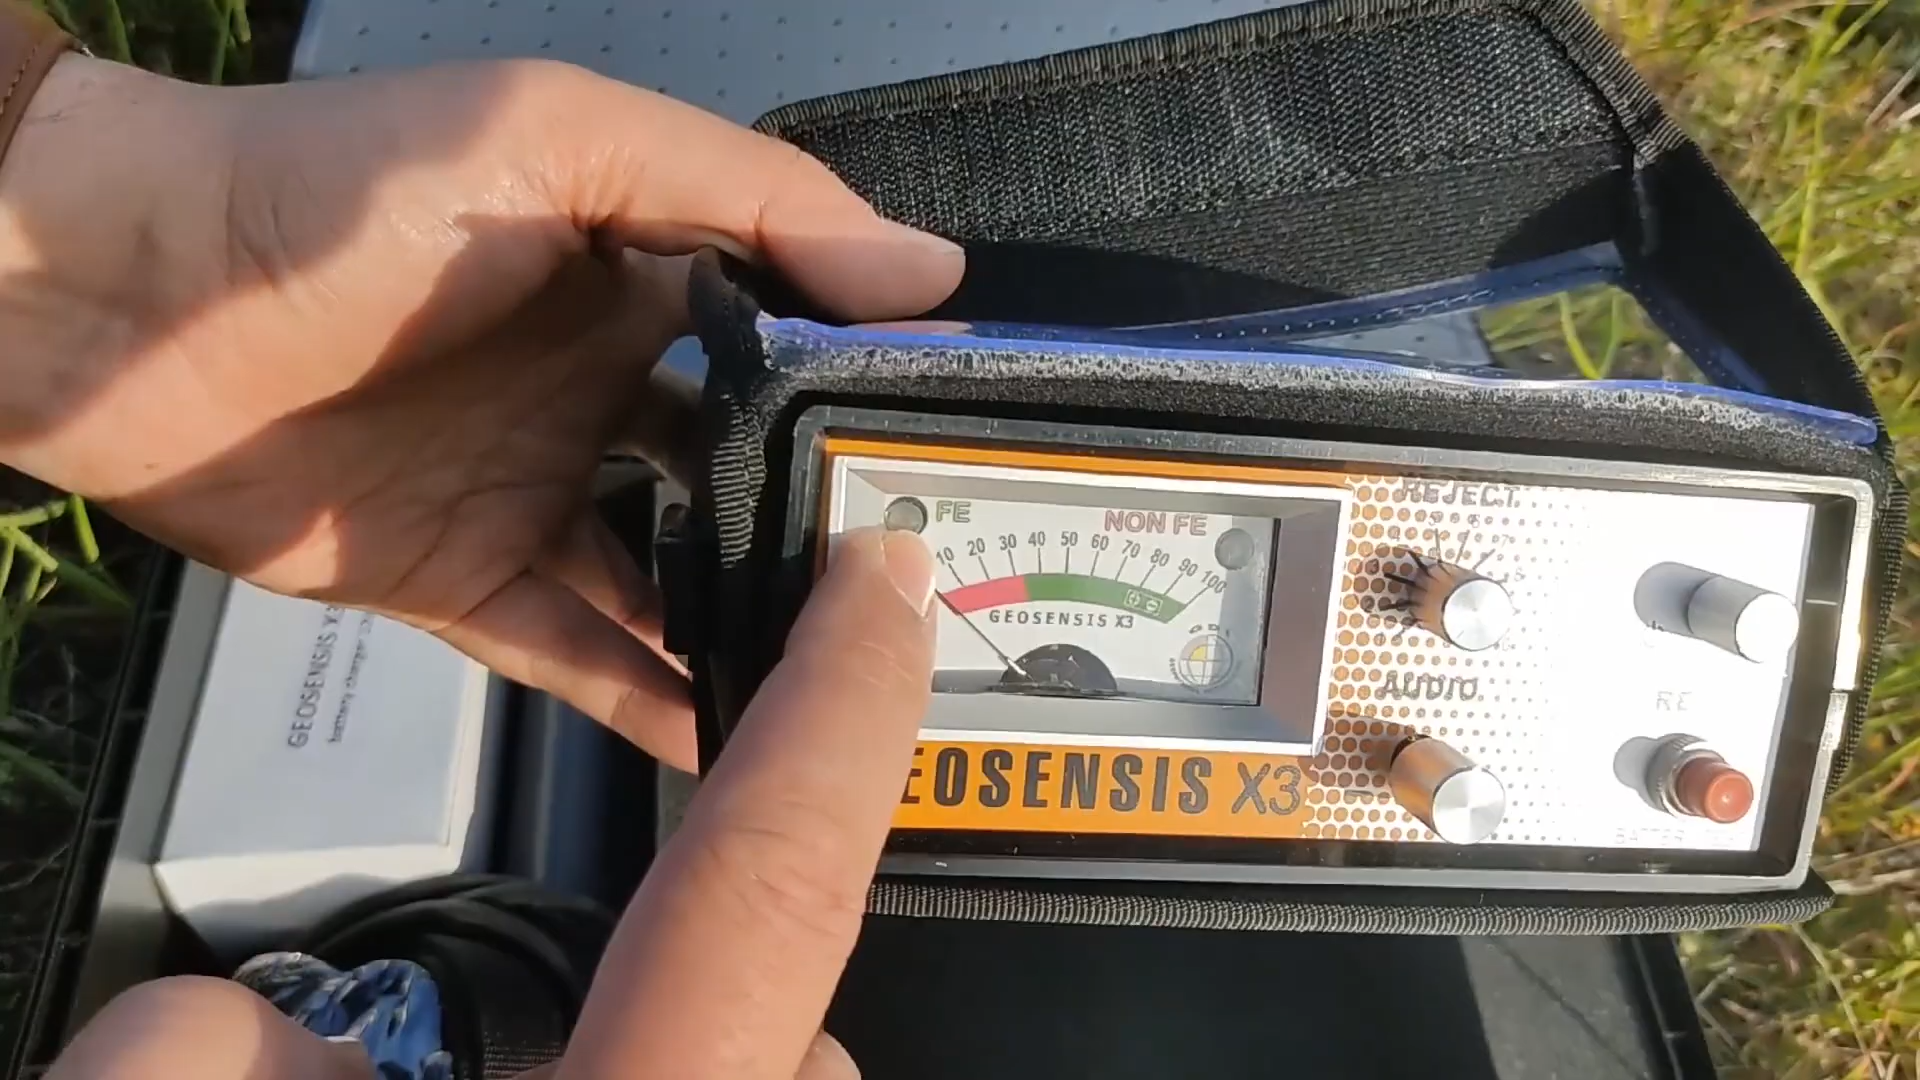 FE
NON FE
10 20 30 40 50 60 70 80 90 100
GEOSENSIS X3
EOSENSIS X3
REJECT
AUDIO
RE
GEOSENSIS X
battery charger